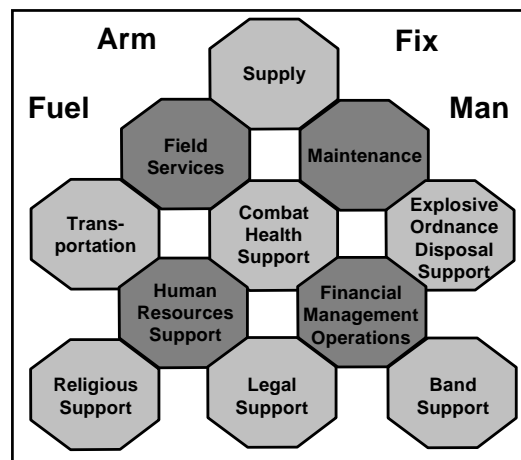 Arm
Fix
Supply
Fuel
Man
Field
Services
Maintenance
Trans-
portation
Combat
Health
Support
Explosive
Ordnance
Disposal
Support
Human
Resources
Support
Financial
Management
Operations
Religious
Support
Legal
Support
Band
Support